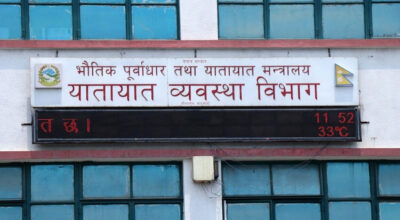 भौतिक पूर्वाधार तथा यातायात मन्त्रालय
यातायात व्यवस्था विभाग
त छ।
11 52
33°C